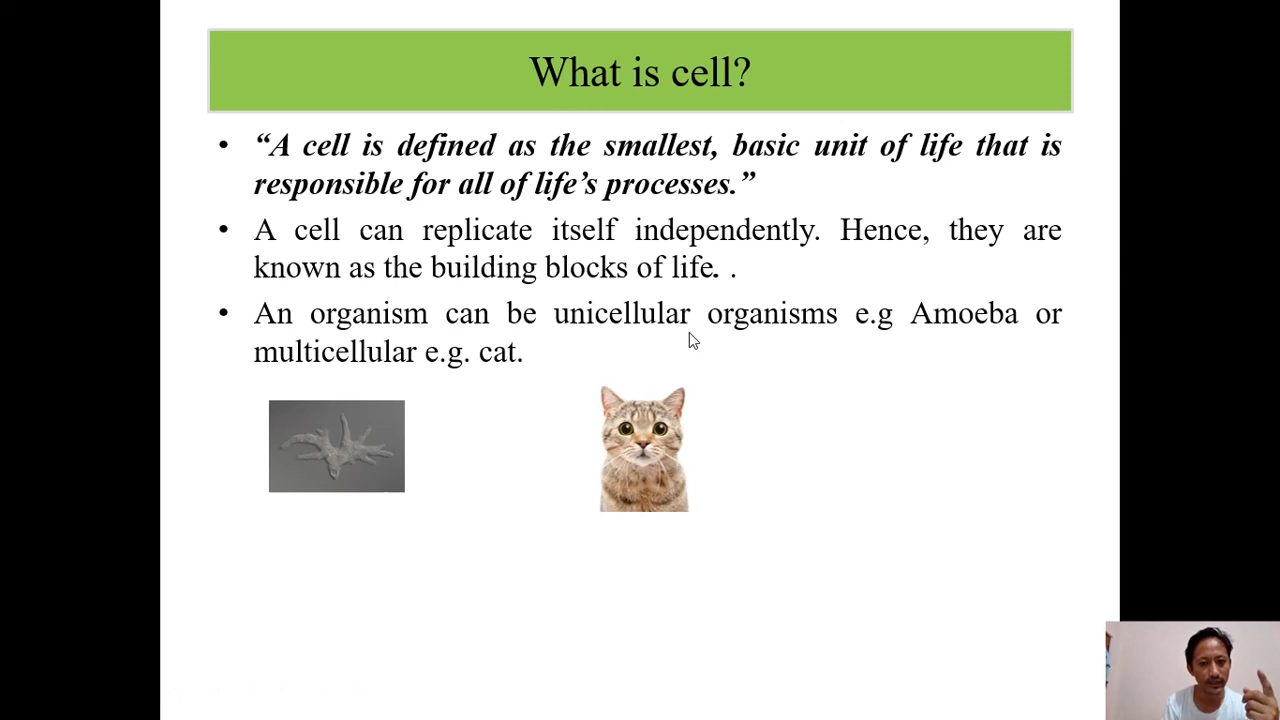 What is cell?
• “A cell is defined as the smallest, basic unit of life that is
responsible for all of life’s processes.”
• A cell can replicate itself independently. Hence, they are
known as the building blocks of life. .
• An organism can be unicellular organisms e.g Amoeba or
multicellular e.g. cat.